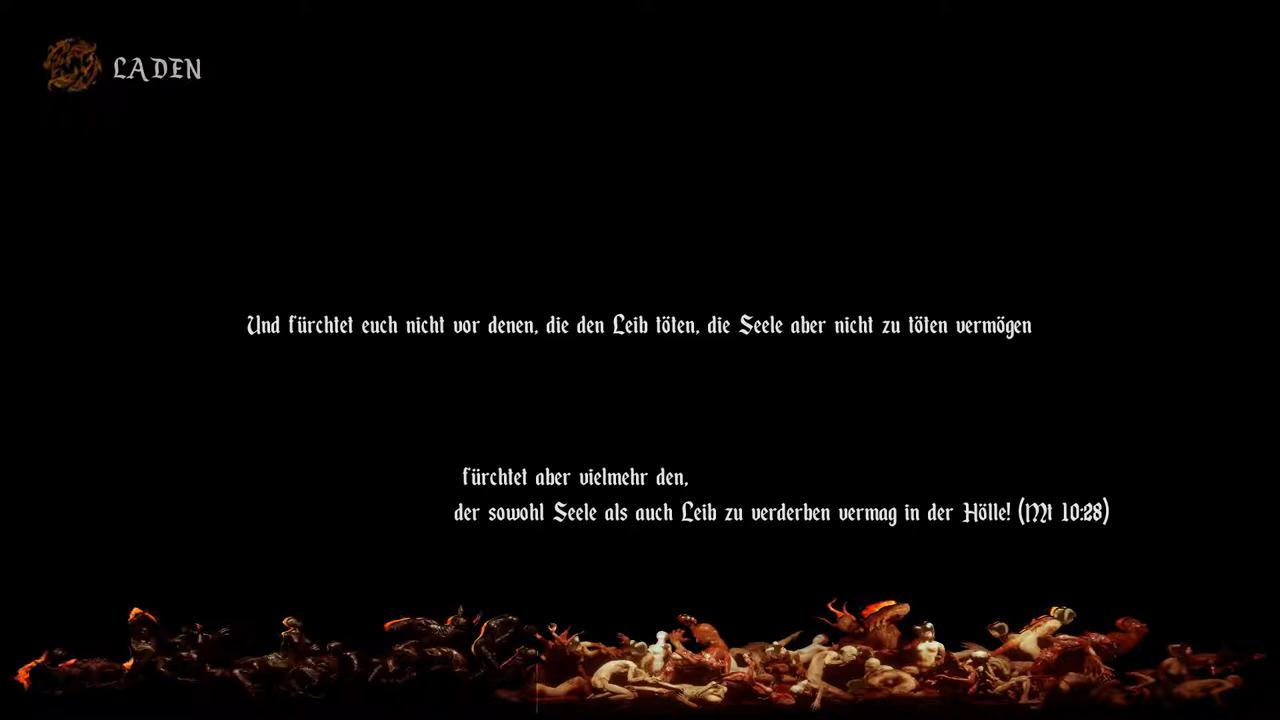 LADEN
Und fürchtet euch nicht vor denen, die den Leib töten, die Seele aber nicht zu töten vermögen
fürchtet aber vielmehr den,
der sowohl Seele als auch Leib zu verderben vermag in der Hölle! (Mt 10:28)